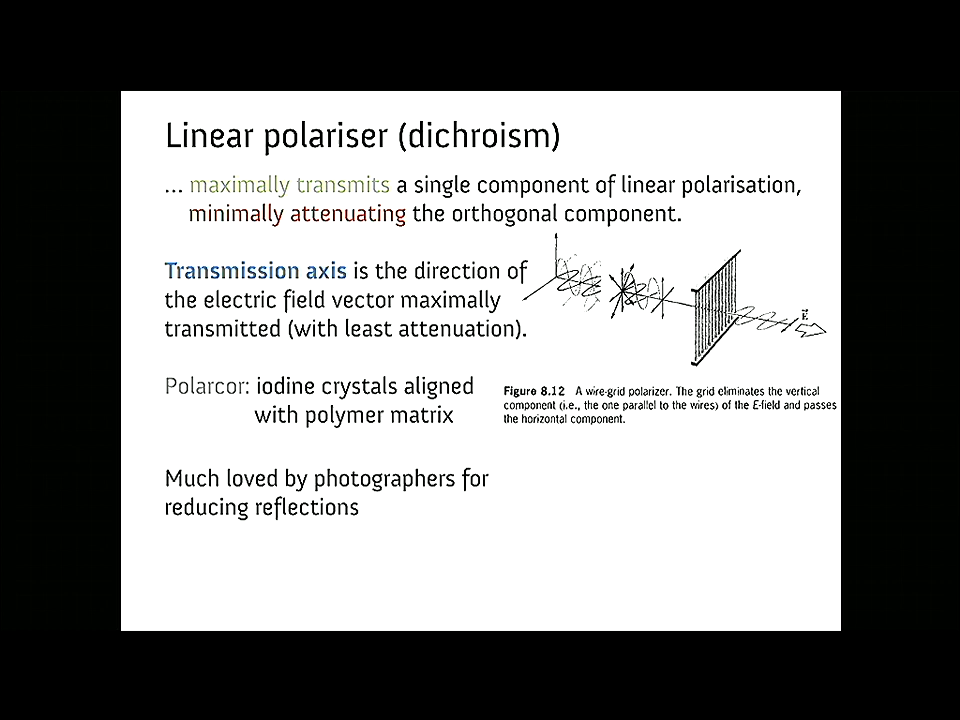 Linear polariser (dichroism)
... maximally transmits a single component of linear polarisation,
minimally attenuating the orthogonal component.
Transmission axis is the direction of
the electric field vector maximally
transmitted (with least attenuation).
E
Polarcor: iodine crystals aligned
with polymer matrix
Figure 8.12 A wire-grid polarizer. The grid eliminates the vertical
component (i.e., the one parallel to the wires) of the E-field and passes
the horizontal component.
Much loved by photographers for
reducing reflections